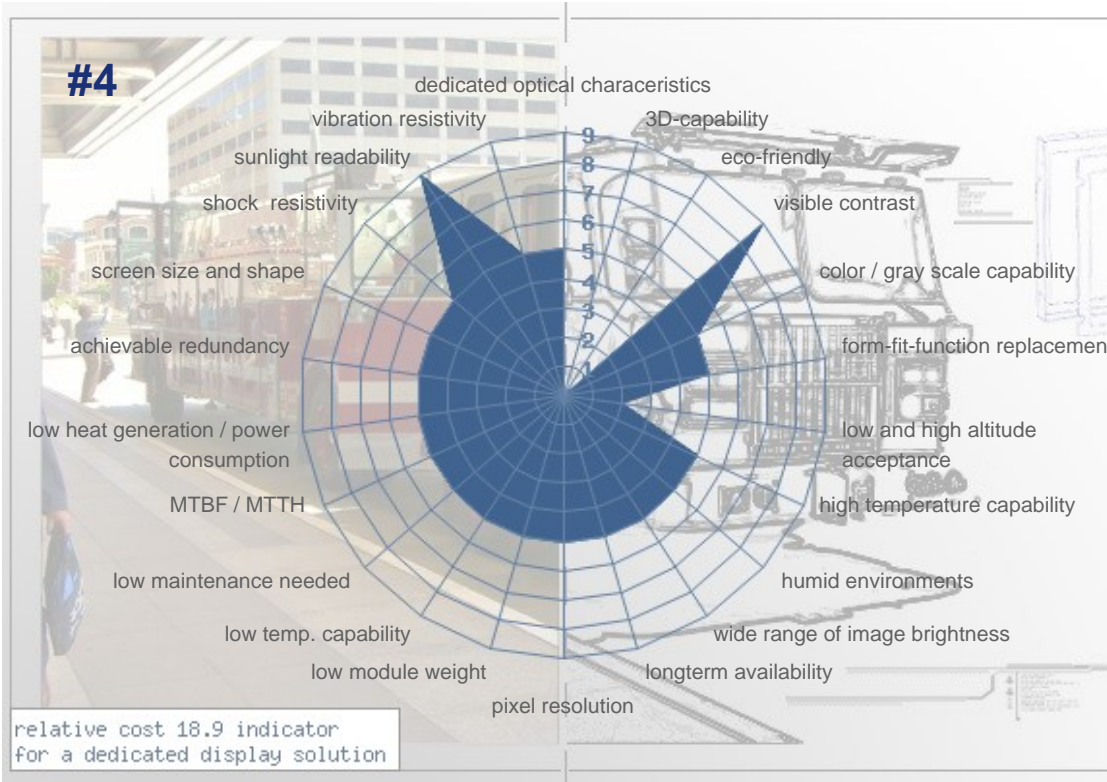 #4
dedicated optical characeristics
vibration resistivity
3D-capability
sunlight readability
eco-friendly
shock resistivity
visible contrast
screen size and shape
color / gray scale capability
achievable redundancy
form-fit-function replacemen
low heat generation / power
consumption
low and high altitude
acceptance
MTBF / MTTH
high temperature capability
low maintenance needed
humid environments
low temp. capability
wide range of image brightness
low module weight
longterm availability
pixel resolution
9
8
7
6
5
4
3
2
1
relative cost 18.9 indicator
for a dedicated display solution